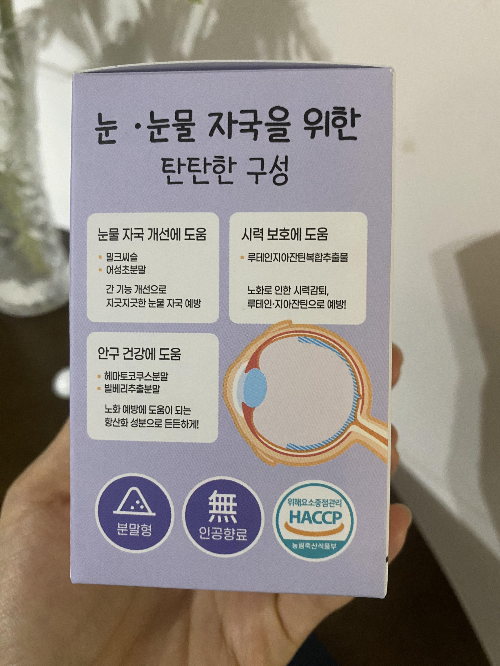 눈 · 눈물 자국을 위한
탄탄한 구성
눈물 자국 개선에 도움
• 밀크씨슬
• 어성초분말
간 기능 개선으로
지긋지긋한 눈물 자국 예방
시력 보호에 도움
• 루테인지아잔틴복합추출물
노화로 인한 시력감퇴,
루테인·지아잔틴으로 예방!
안구 건강에 도움
• 헤마토코쿠스분말
• 빌베리추출분말
노화 예방에 도움이 되는
항산화 성분으로 든든하게!
분말형
無
인공향료
위해요소중점관리
HACCP
농림축산식품부